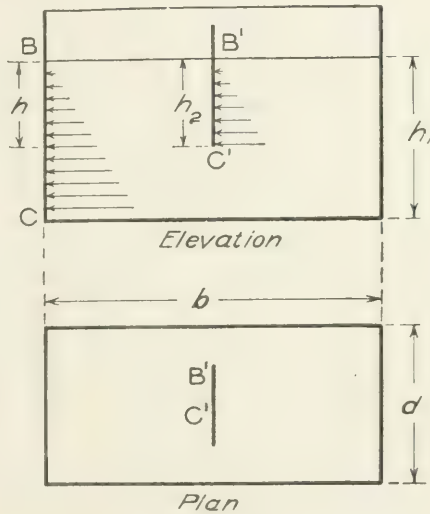 B B'
h h₂ h₁
C'
C
Elevation
b
B'
C'
d
Plan